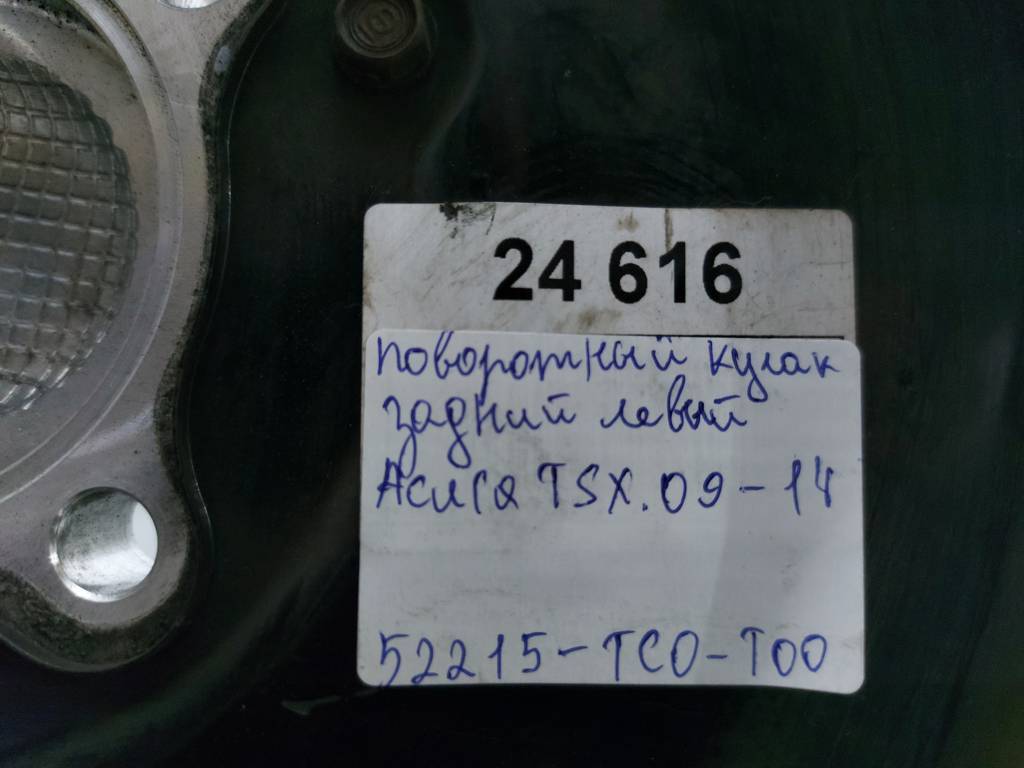 24 616
поворотный кулак
задний левый
Acura TSX.09-14
52215-TC0-T00